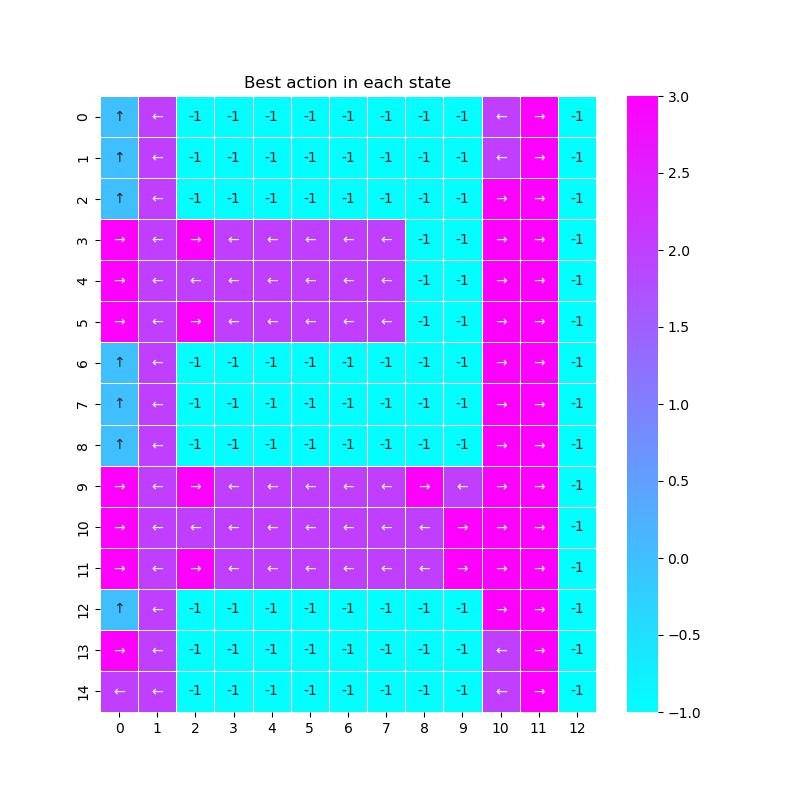 Best action in each state
0 ↑ ← -1 -1 -1 -1 -1 -1 -1 -1 ← → -1
1 ↑ ← -1 -1 -1 -1 -1 -1 -1 -1 ← → -1
2 ↑ ← -1 -1 -1 -1 -1 -1 -1 -1 → → -1
3 → ← → ← ← ← ← ← -1 -1 → → -1
4 → ← ← ← ← ← ← ← -1 -1 → → -1
5 → ← → ← ← ← ← ← -1 -1 → → -1
6 ↑ ← -1 -1 -1 -1 -1 -1 -1 -1 → → -1
7 ↑ ← -1 -1 -1 -1 -1 -1 -1 -1 → → -1
8 ↑ ← -1 -1 -1 -1 -1 -1 -1 -1 → → -1
9 → ← → ← ← ← ← ← → ← → → -1
10 → ← ← ← ← ← ← ← ← → → → -1
11 → ← → ← ← ← ← ← ← → → → -1
12 ↑ ← -1 -1 -1 -1 -1 -1 -1 -1 → → -1
13 → ← -1 -1 -1 -1 -1 -1 -1 -1 ← → -1
14 ← ← -1 -1 -1 -1 -1 -1 -1 -1 ← → -1
0 1 2 3 4 5 6 7 8 9 10 11 12
3.0
2.5
2.0
1.5
1.0
0.5
0.0
−0.5
−1.0